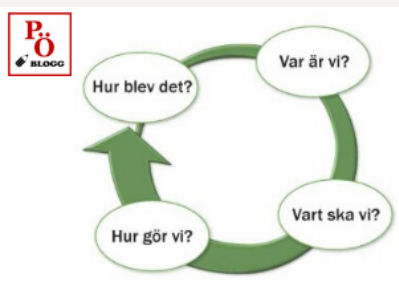 PÖ
BLOGG
Var är vi?
Vart ska vi?
Hur gör vi?
Hur blev det?